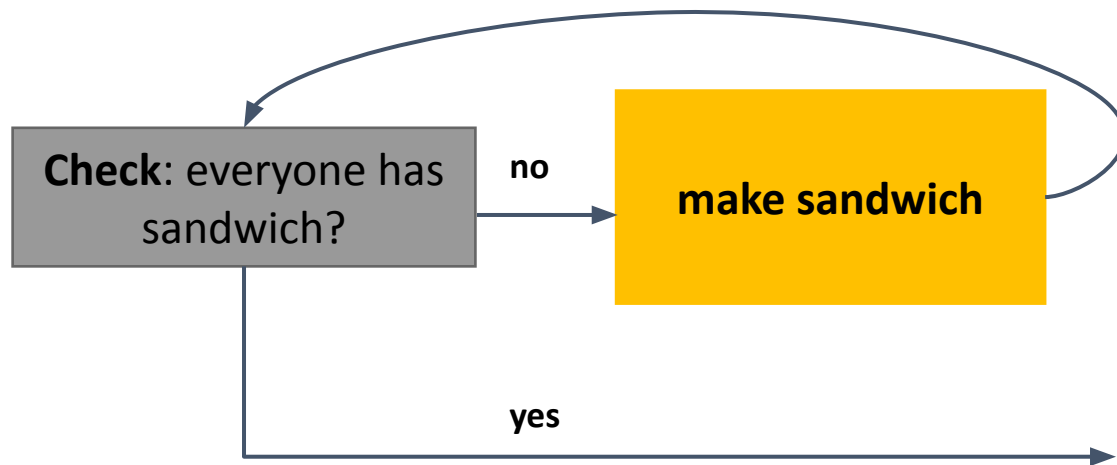 Check: everyone has
sandwich?
no
make sandwich
yes